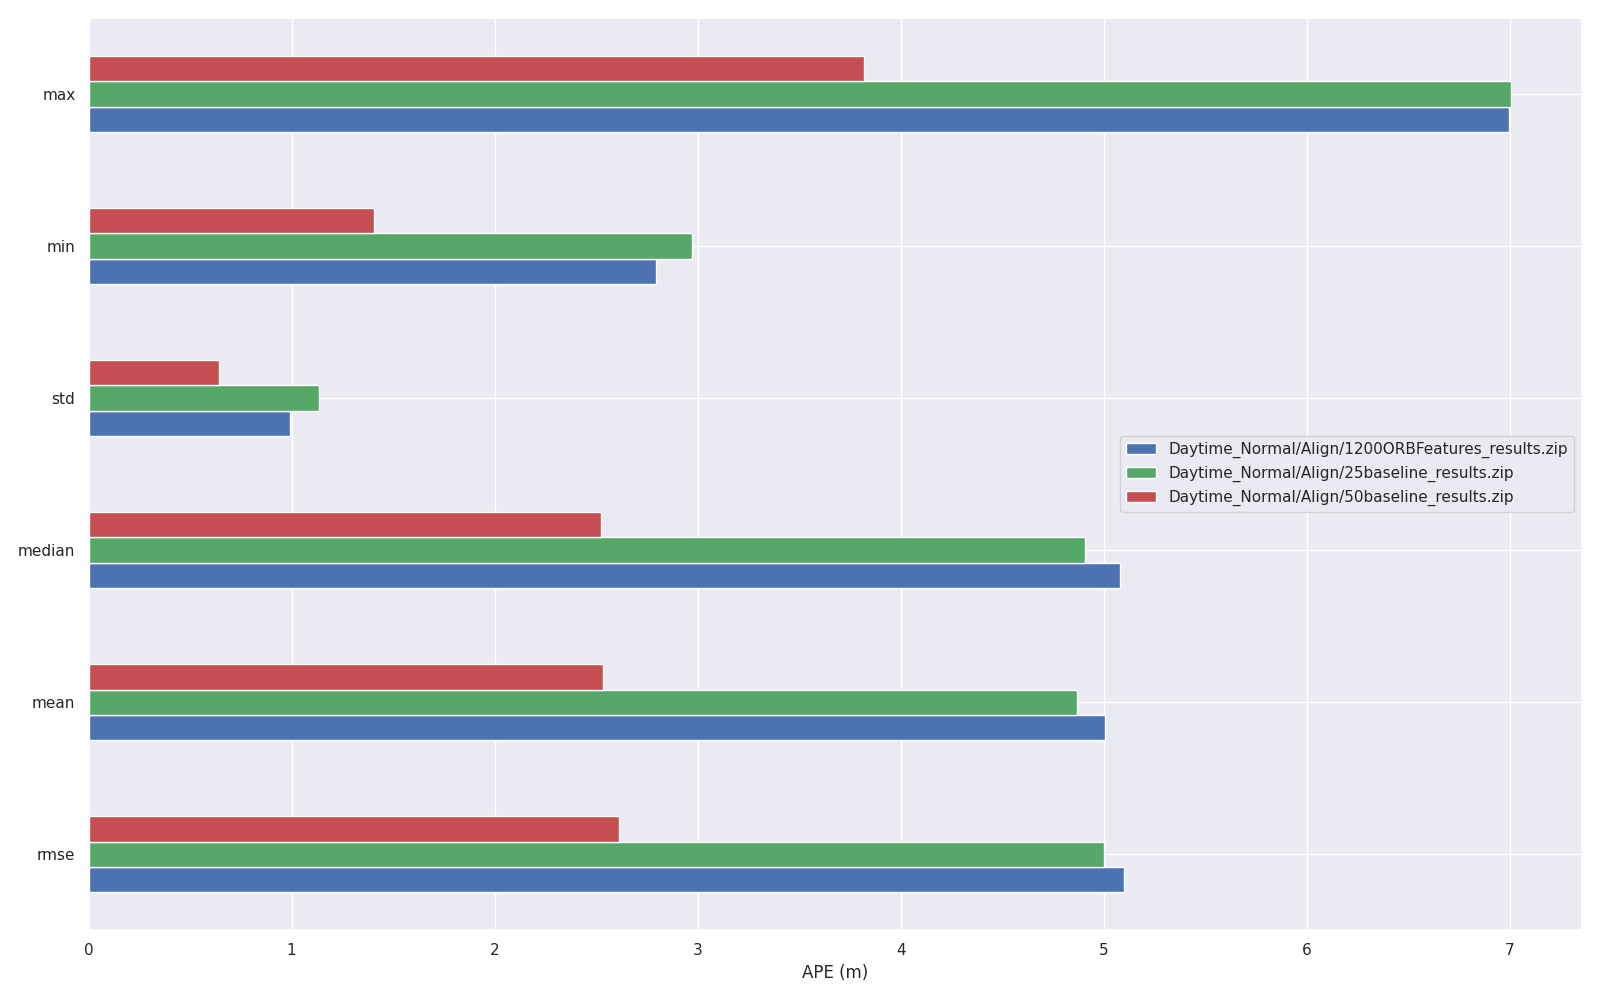 max
min
std
median
mean
rmse
Daytime_Normal/Align/1200ORBFeatures_results.zip
Daytime_Normal/Align/25baseline_results.zip
Daytime_Normal/Align/50baseline_results.zip
0 1 2 3 4 5 6 7
APE (m)